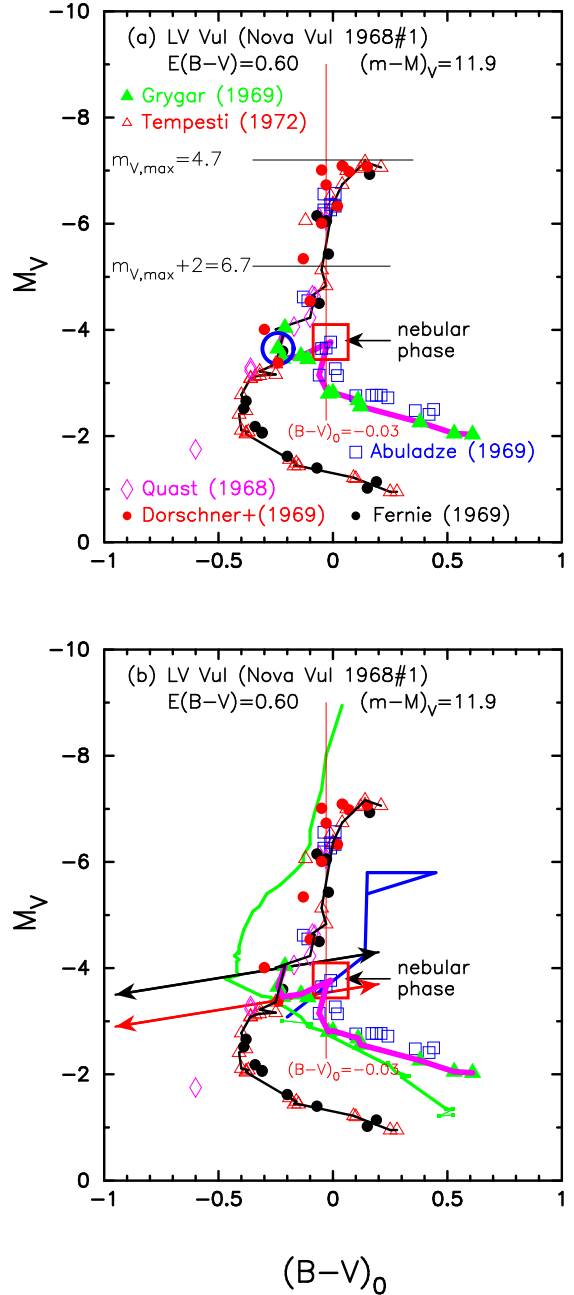 (a) LV Vul (Nova Vul 1968#1)
E(B−V)=0.60 (m−M)V=11.9
Grygar (1969)
Tempesti (1972)
mV,max=4.7
mV,max+2=6.7
nebular
phase
(B−V)0=−0.03
Abuladze (1969)
Quast (1968)
Dorschner+(1969) Fernie (1969)
MV
−10
−8
−6
−4
−2
0
−1 −0.5 0 0.5 1
(b) LV Vul (Nova Vul 1968#1)
E(B−V)=0.60 (m−M)V=11.9
nebular
phase
(B−V)0=−0.03
MV
−10
−8
−6
−4
−2
0
−1 −0.5 0 0.5 1
(B−V)0